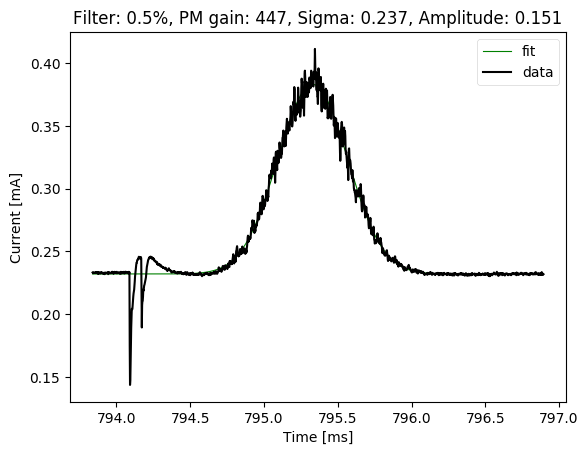 Filter: 0.5%, PM gain: 447, Sigma: 0.237, Amplitude: 0.151
fit
data
0.40
0.35
0.30
0.25
0.20
0.15
Current [mA]
794.0 794.5 795.0 795.5 796.0 796.5 797.0
Time [ms]